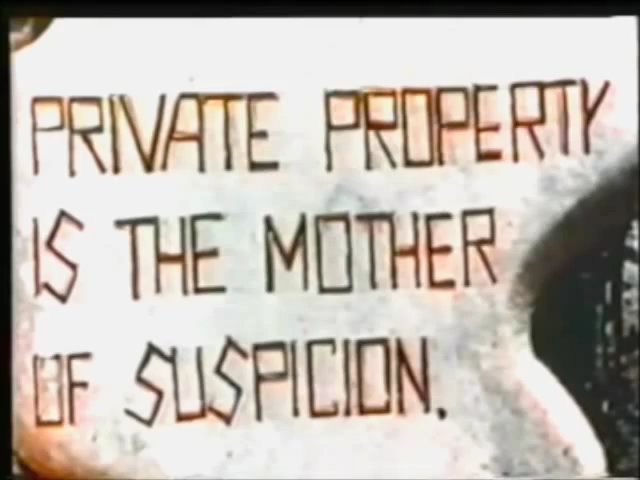 PRIVATE PROPERTY
IS THE MOTHER
OF SUSPICION.